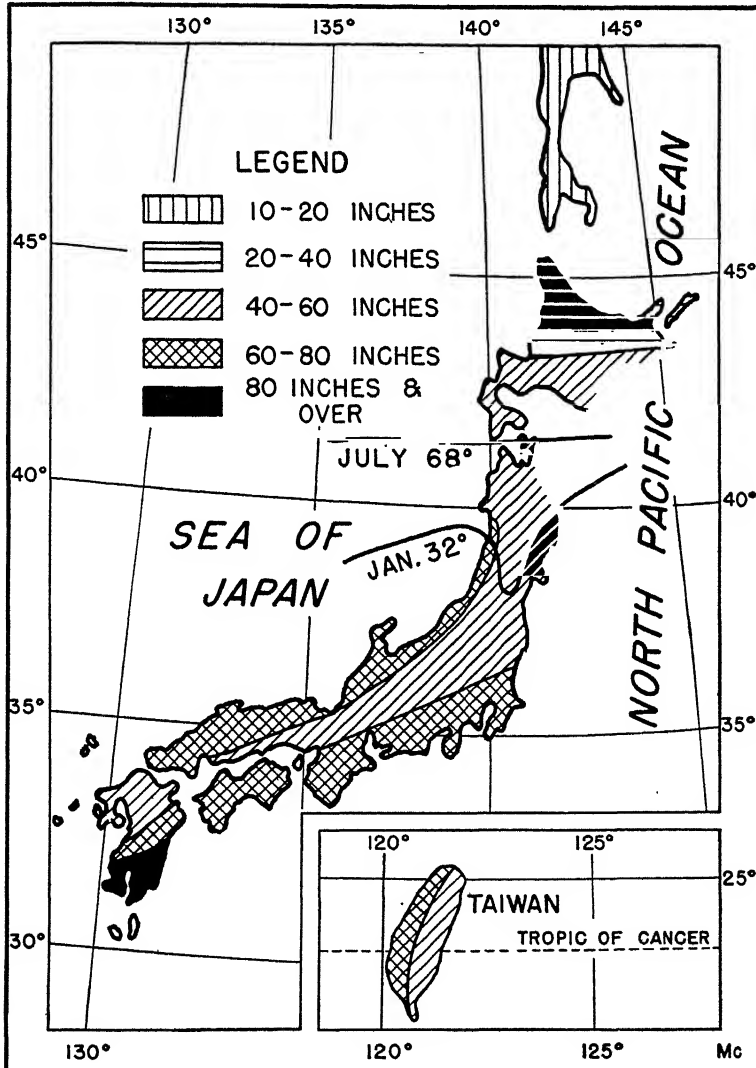 130° 135° 140° 145°
LEGEND
10-20 INCHES
20-40 INCHES
40-60 INCHES
60-80 INCHES
80 INCHES &
OVER
45° 45°
OCEAN
JULY 68°
40° 40°
SEA OF
JAPAN
JAN. 32°
NORTH PACIFIC
35° 35°
120° 125°
25°
TAIWAN
TROPIC OF CANCER
30°
130° 120° 125° Mc